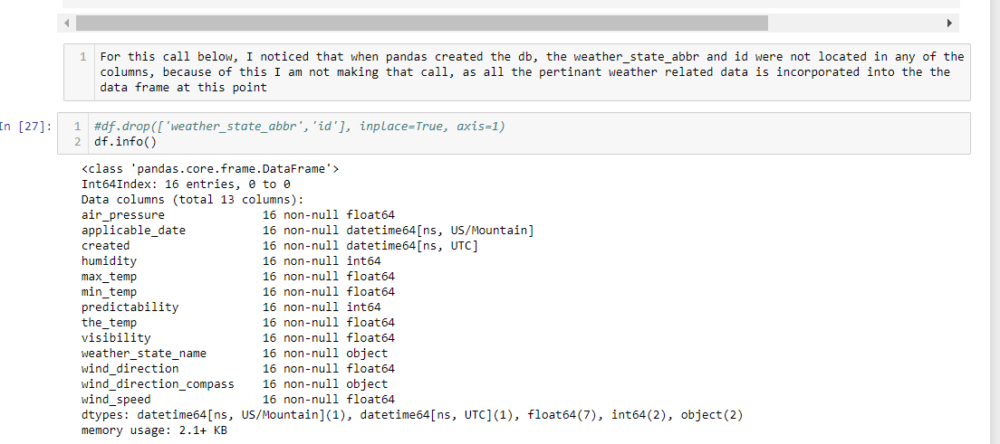 1 For this call below, I noticed that when pandas created the db, the weather_state_abbr and id were not located in any of the
columns, because of this I am not making that call, as all the pertinant weather related data is incorporated into the the
data frame at this point
In [27]: 1 #df.drop(['weather_state_abbr','id'], inplace=True, axis=1)
2 df.info()
<class 'pandas.core.frame.DataFrame'>
Int64Index: 16 entries, 0 to 0
Data columns (total 13 columns):
air_pressure 16 non-null float64
applicable_date 16 non-null datetime64[ns, US/Mountain]
created 16 non-null datetime64[ns, UTC]
humidity 16 non-null int64
max_temp 16 non-null float64
min_temp 16 non-null float64
predictability 16 non-null int64
the_temp 16 non-null float64
visibility 16 non-null float64
weather_state_name 16 non-null object
wind_direction 16 non-null float64
wind_direction_compass 16 non-null object
wind_speed 16 non-null float64
dtypes: datetime64[ns, US/Mountain](1), datetime64[ns, UTC](1), float64(7), int64(2), object(2)
memory usage: 2.1+ KB